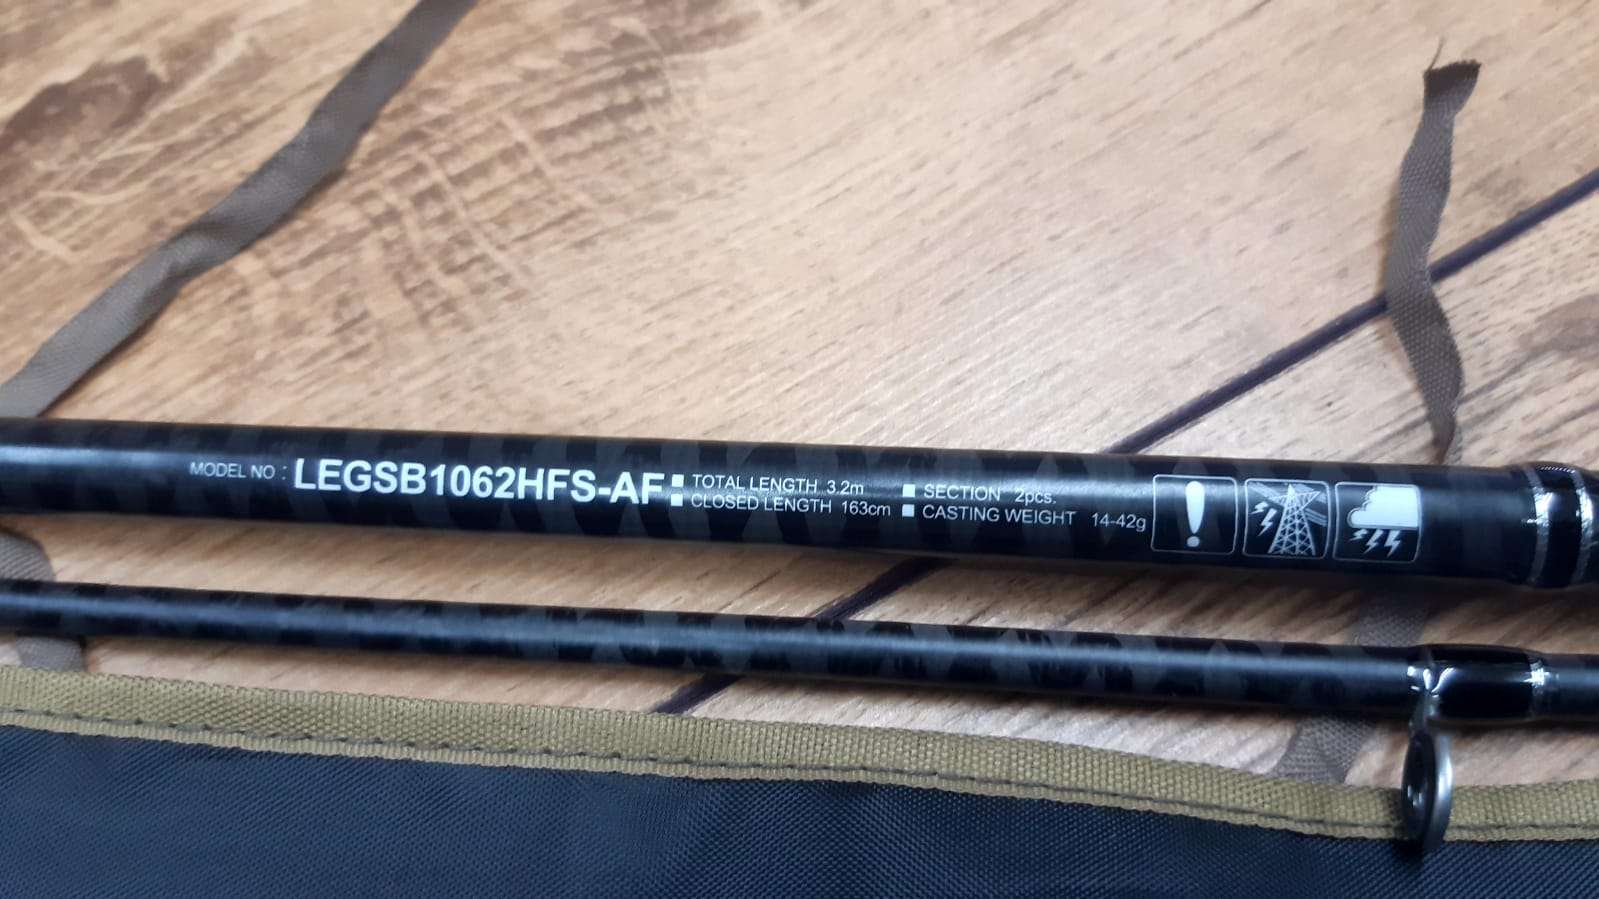 MODEL NO : LEGSB1062HFS-AF
■ TOTAL LENGTH 3.2m
■ CLOSED LENGTH 163cm
■ SECTION 2pcs.
■ CASTING WEIGHT 14-42g